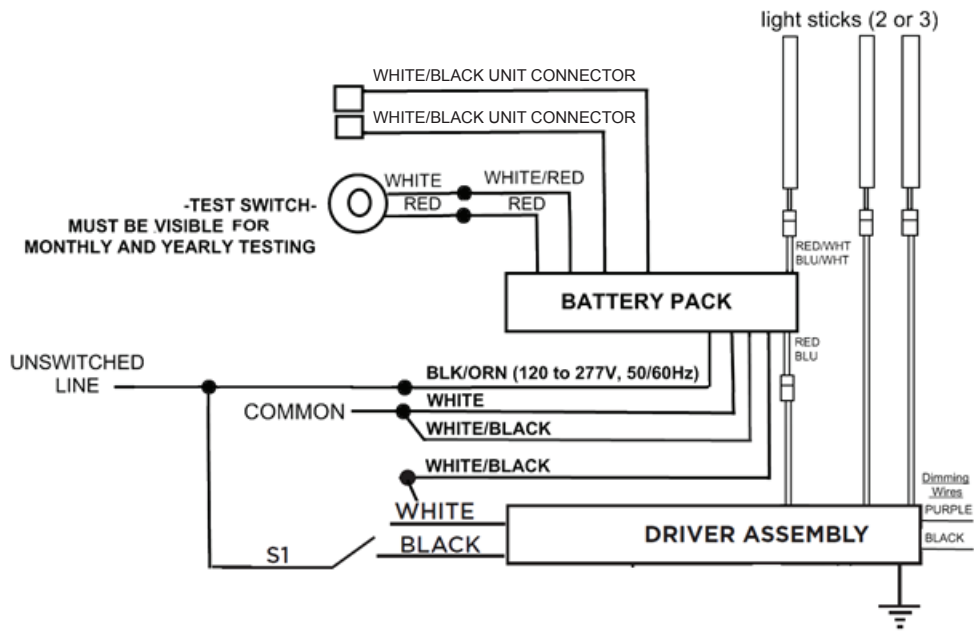 light sticks (2 or 3)
WHITE/BLACK UNIT CONNECTOR
WHITE/BLACK UNIT CONNECTOR
WHITE
WHITE/RED
RED
RED
-TEST SWITCH-
MUST BE VISIBLE FOR
MONTHLY AND YEARLY TESTING
RED/WHT
BLU/WHT
BATTERY PACK
RED
BLU
UNSWITCHED
LINE
BLK/ORN (120 to 277V, 50/60Hz)
COMMON
WHITE
WHITE/BLACK
WHITE/BLACK
Dimming
Wires
PURPLE
BLACK
WHITE
BLACK
DRIVER ASSEMBLY
S1